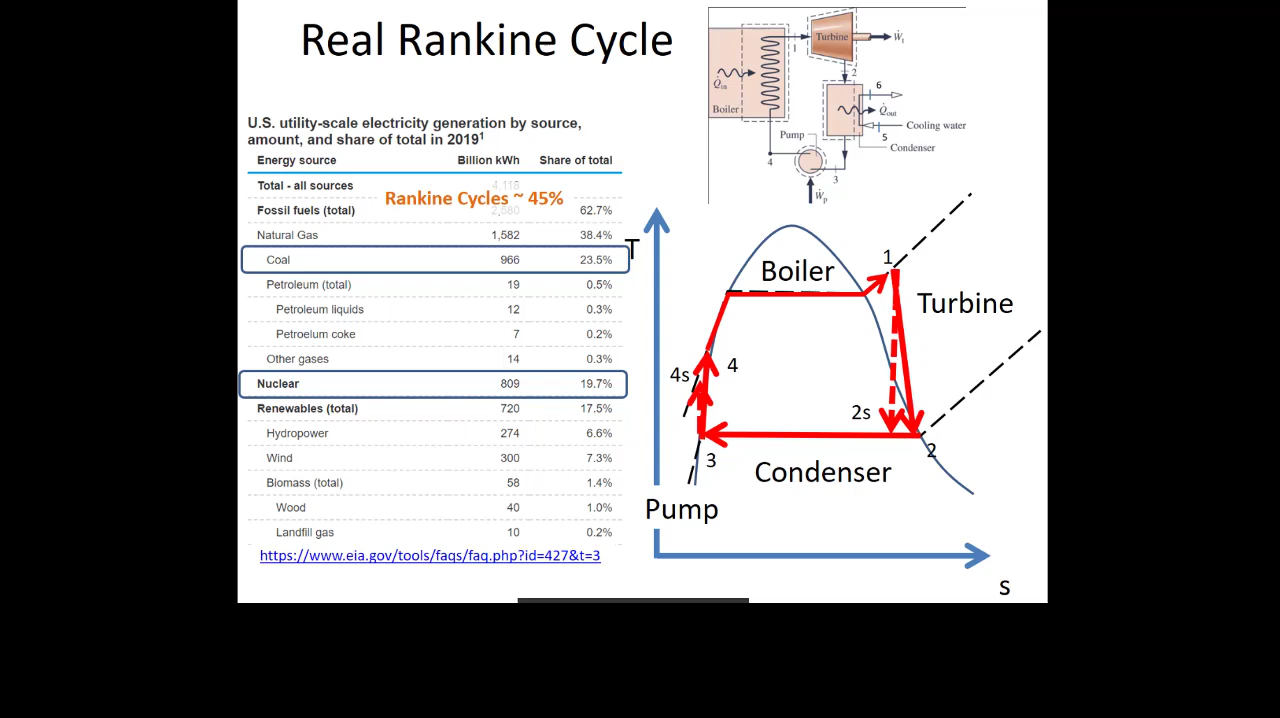 Real Rankine Cycle
U.S. utility-scale electricity generation by source,
amount, and share of total in 2019¹
Energy source Billion kWh Share of total
Total - all sources 4,118
Rankine Cycles ~ 45%
Fossil fuels (total) 2,580 62.7%
Natural Gas 1,582 38.4%
Coal 966 23.5%
Petroleum (total) 19 0.5%
Petroleum liquids 12 0.3%
Petroelum coke 7 0.2%
Other gases 14 0.3%
Nuclear 809 19.7%
Renewables (total) 720 17.5%
Hydropower 274 6.6%
Wind 300 7.3%
Biomass (total) 58 1.4%
Wood 40 1.0%
Landfill gas 10 0.2%
https://www.eia.gov/tools/faqs/faq.php?id=427&t=3
Turbine
Ẇt
1
2
Q̇in
Boiler
6
Q̇out
Cooling water
5
Condenser
Pump
4
3
Ẇp
T
1
Boiler
Turbine
4s
4
2s
2
3
Condenser
Pump
s